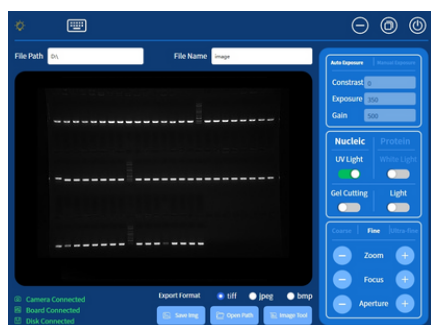 File Path D:\ File Name image
Auto Exposure Manual Exposure
Constrast 0
Exposure 350
Gain 500
Nucleic Protein
UV Light White Light
Gel Cutting Light
Coarse Fine Ultra-fine
Zoom
Focus
Aperture
Camera Connected
Board Connected
Disk Connected
Export Format tiff jpeg bmp
Save Img Open Path Image Tool